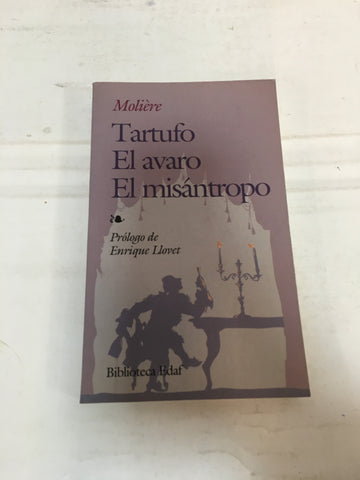 Molière
Tartufo
El avaro
El misántropo
Prólogo de
Enrique Llovet
Biblioteca Edaf